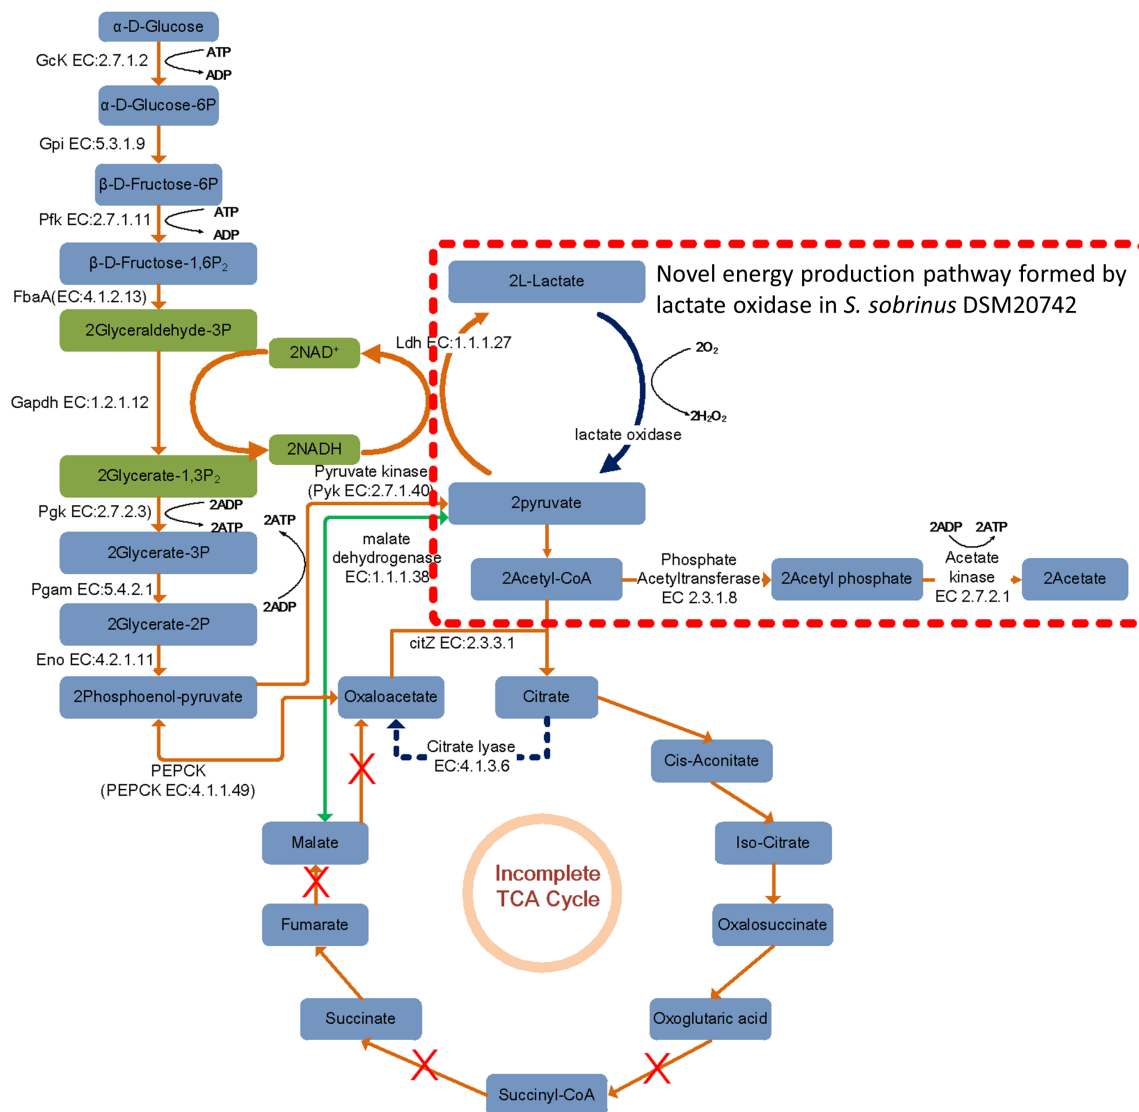 α-D-Glucose
GcK EC:2.7.1.2
ATP
ADP
α-D-Glucose-6P
Gpi EC:5.3.1.9
β-D-Fructose-6P
Pfk EC:2.7.1.11
ATP
ADP
β-D-Fructose-1,6P₂
FbaA(EC:4.1.2.13)
2Glyceraldehyde-3P
Gapdh EC:1.2.1.12
2NAD⁺
2NADH
2Glycerate-1,3P₂
Pgk EC:2.7.2.3)
2ADP
2ATP
2Glycerate-3P
Pgam EC:5.4.2.1
2ATP
2ADP
2Glycerate-2P
Eno EC:4.2.1.11
2Phosphoenol-pyruvate
PEPCK
(PEPCK EC:4.1.1.49)
Pyruvate kinase
(Pyk EC:2.7.1.40)
malate
dehydrogenase
EC:1.1.1.38
Novel energy production pathway formed by
lactate oxidase in S. sobrinus DSM20742
2L-Lactate
Ldh EC:1.1.1.27
2O₂
2H₂O₂
lactate oxidase
2pyruvate
2Acetyl-CoA
Phosphate
Acetyltransferase
EC 2.3.1.8
2Acetyl phosphate
2ADP
2ATP
Acetate
kinase
EC 2.7.2.1
2Acetate
citZ EC:2.3.3.1
Oxaloacetate
Citrate
Citrate lyase
EC:4.1.3.6
Cis-Aconitate
Iso-Citrate
Oxalosuccinate
Oxoglutaric acid
Succinyl-CoA
Succinate
Fumarate
Malate
Incomplete
TCA Cycle